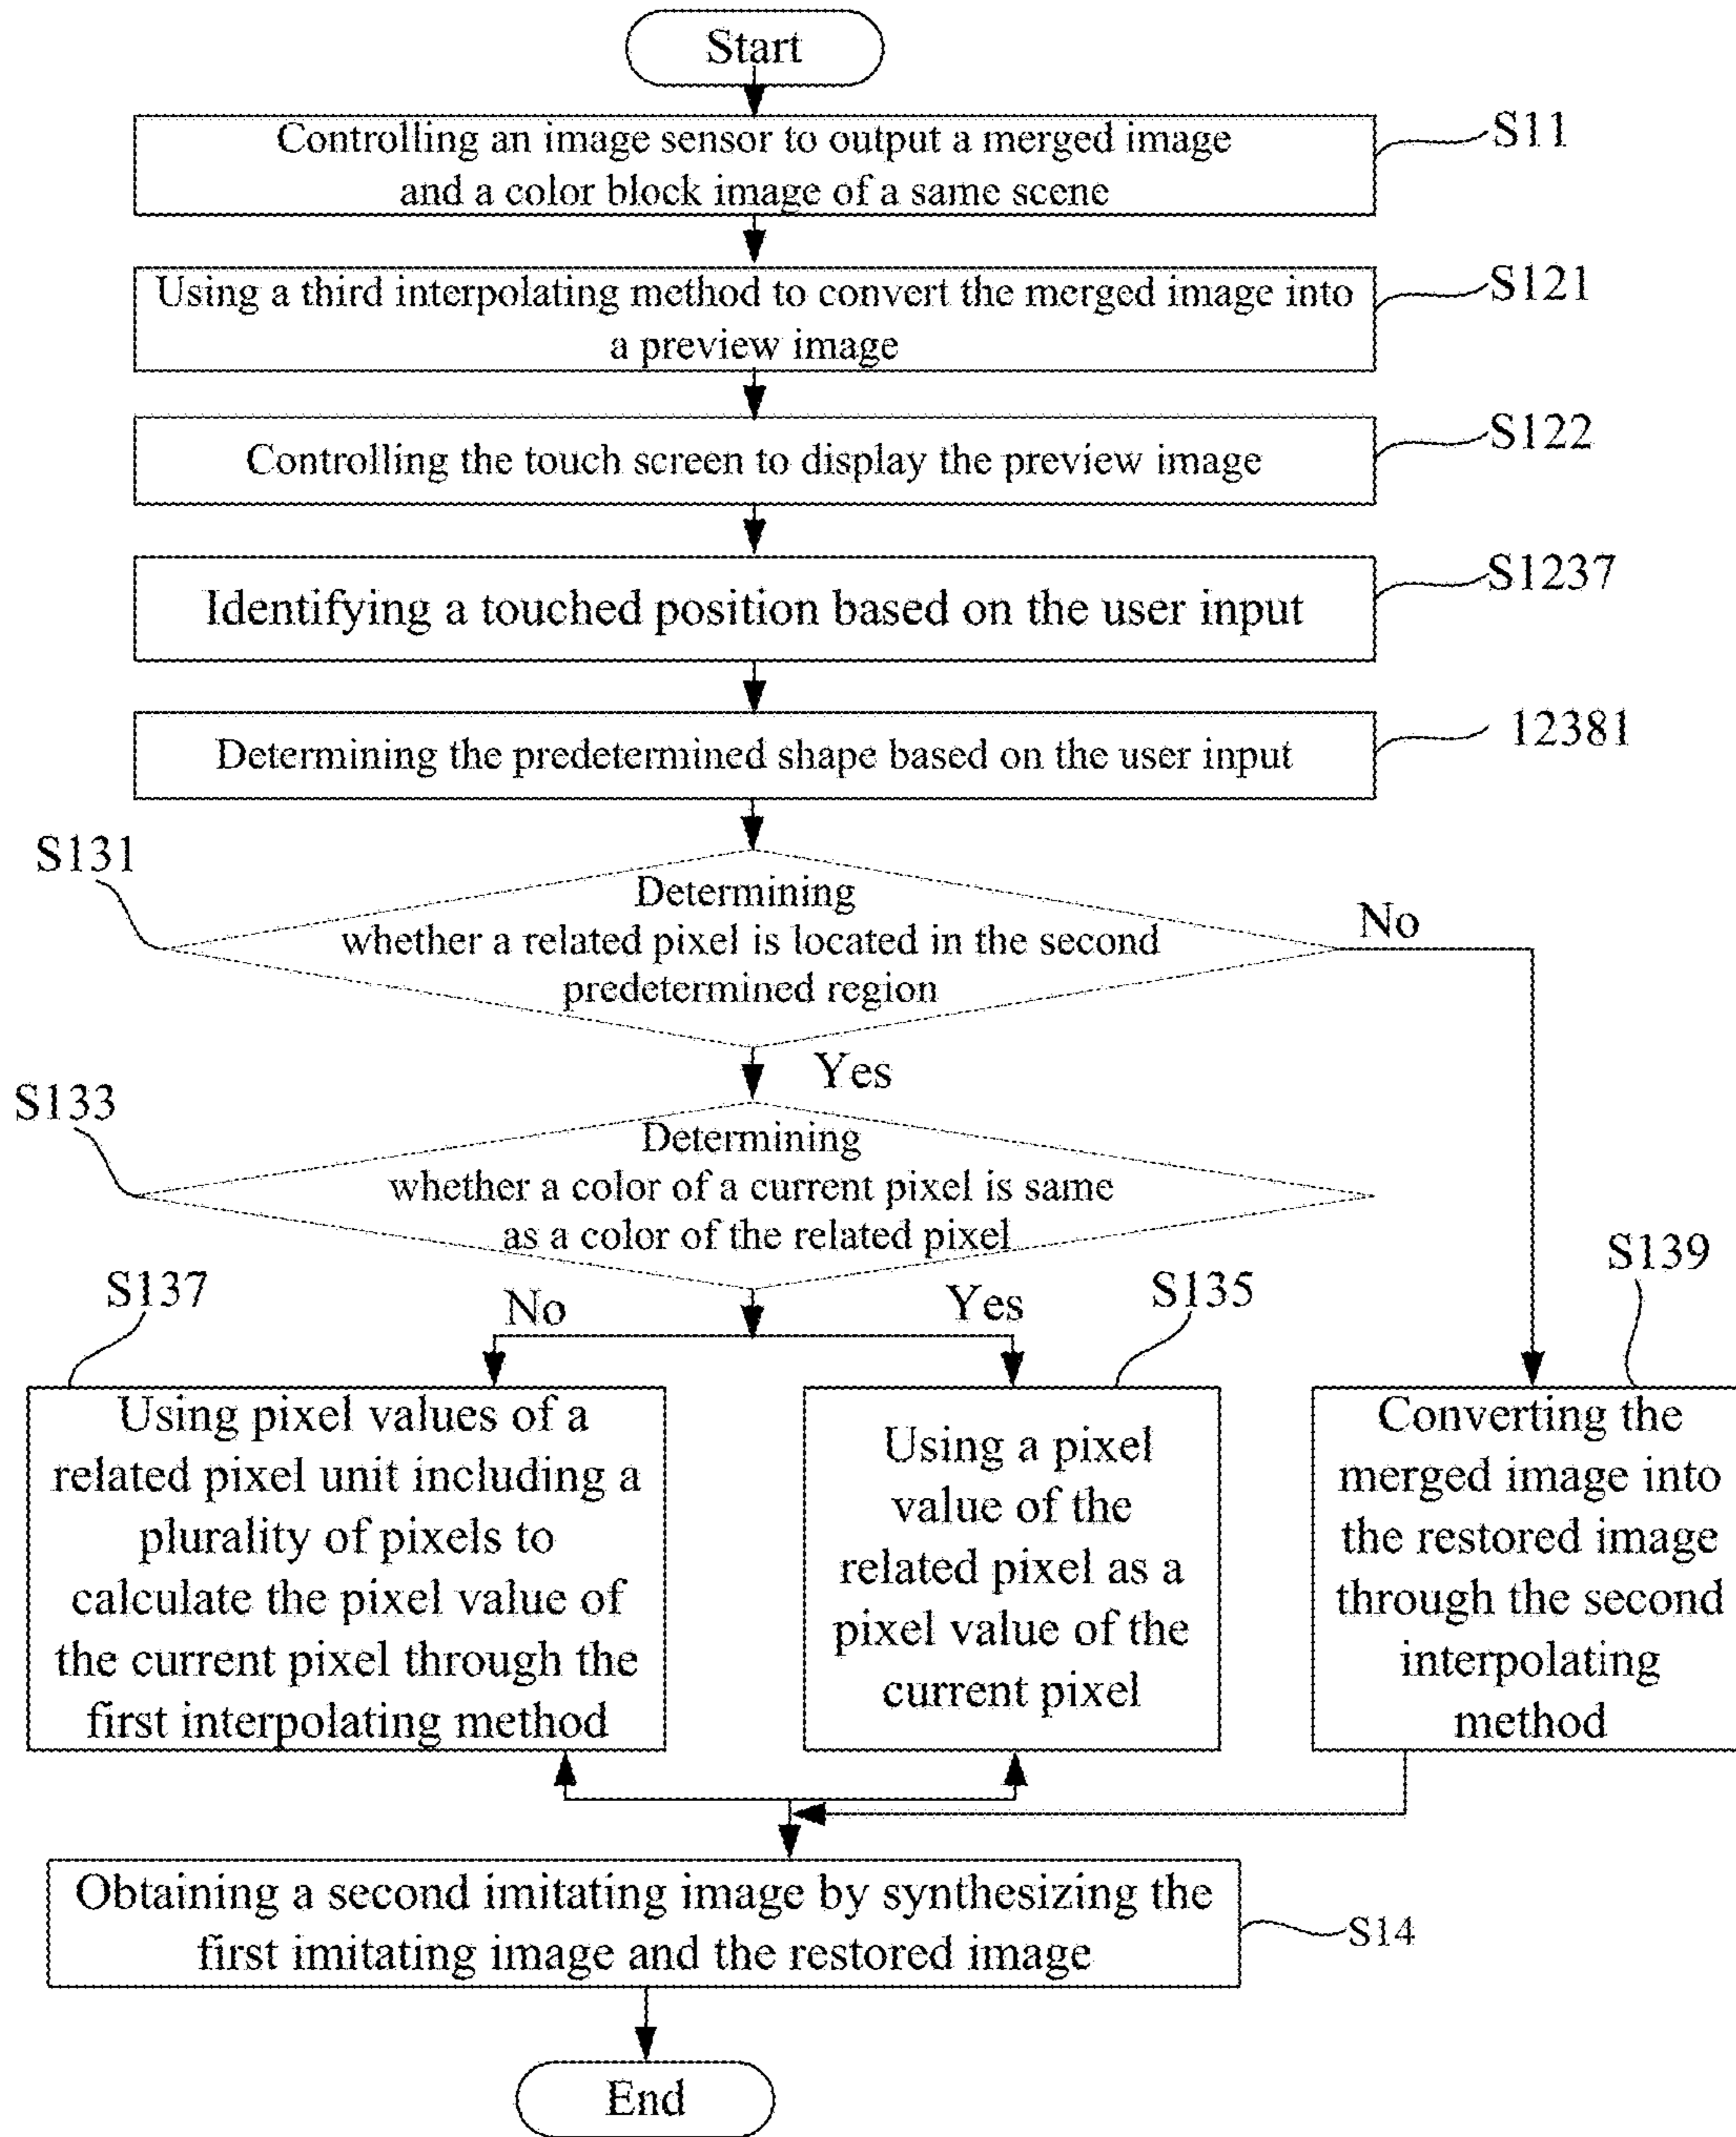 Start
Controlling an image sensor to output a merged image
and a color block image of a same scene
S11
Using a third interpolating method to convert the merged image into
a preview image
S121
Controlling the touch screen to display the preview image
S122
Identifying a touched position based on the user input
S1237
Determining the predetermined shape based on the user input
12381
S131
Determining
whether a related pixel is located in the second
predetermined region
No
Yes
S133
Determining
whether a color of a current pixel is same
as a color of the related pixel
S137
No
Yes
S135
S139
Using pixel values of a
related pixel unit including a
plurality of pixels to
calculate the pixel value of
the current pixel through the
first interpolating method
Using a pixel
value of the
related pixel as a
pixel value of the
current pixel
Converting the
merged image into
the restored image
through the second
interpolating
method
Obtaining a second imitating image by synthesizing the
first imitating image and the restored image
S14
End